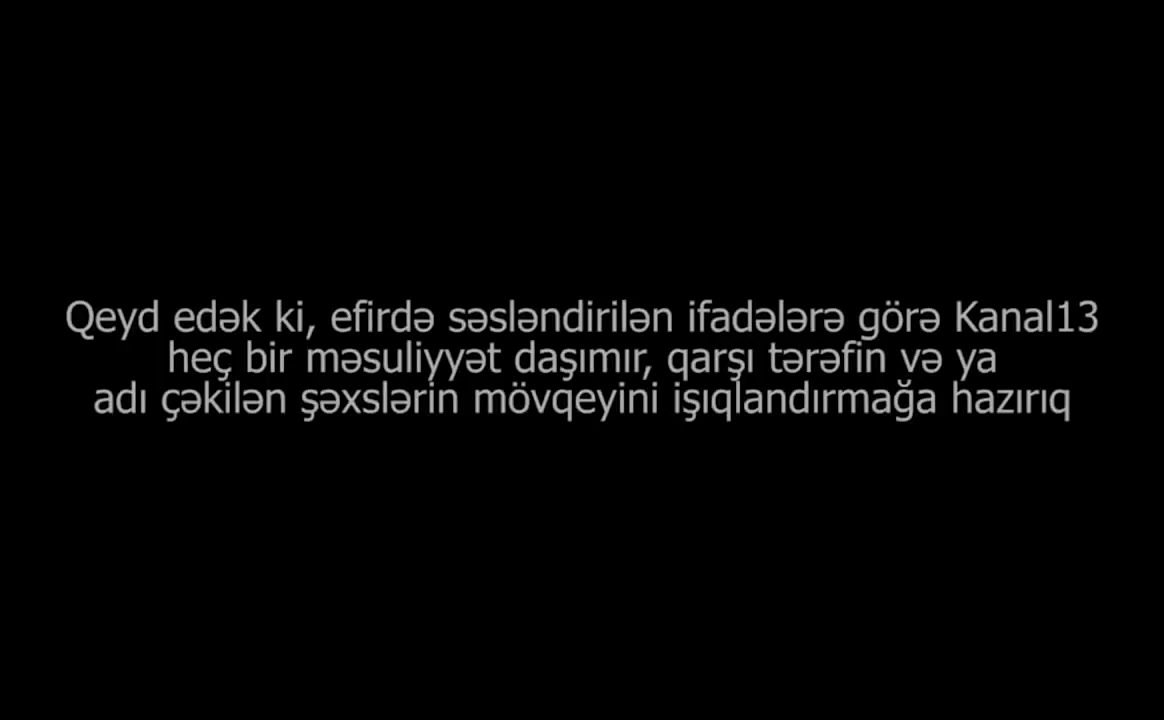 Qeyd edək ki, efirdə səsləndirilən ifadələrə görə Kanal13
heç bir məsuliyyət daşımır, qarşı tərəfin və ya
adı çəkilən şəxslərin mövqeyini işıqlandırmağa hazırıq